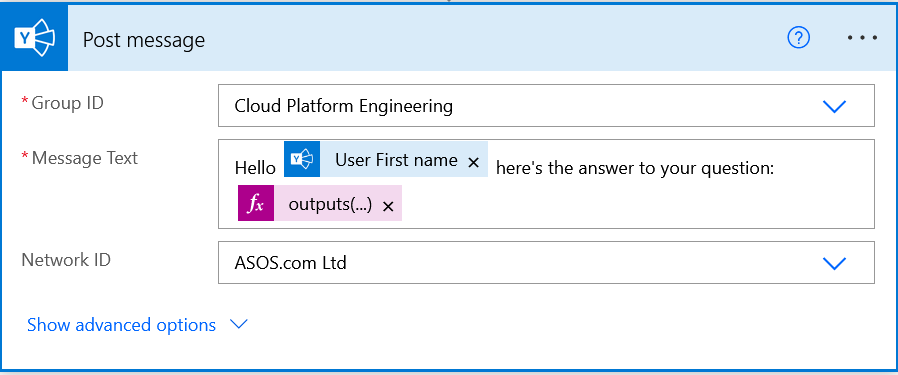 Y Post message ? ...
* Group ID Cloud Platform Engineering
* Message Text Hello Y User First name × here's the answer to your question:
fx outputs(...) ×
Network ID ASOS.com Ltd
Show advanced options